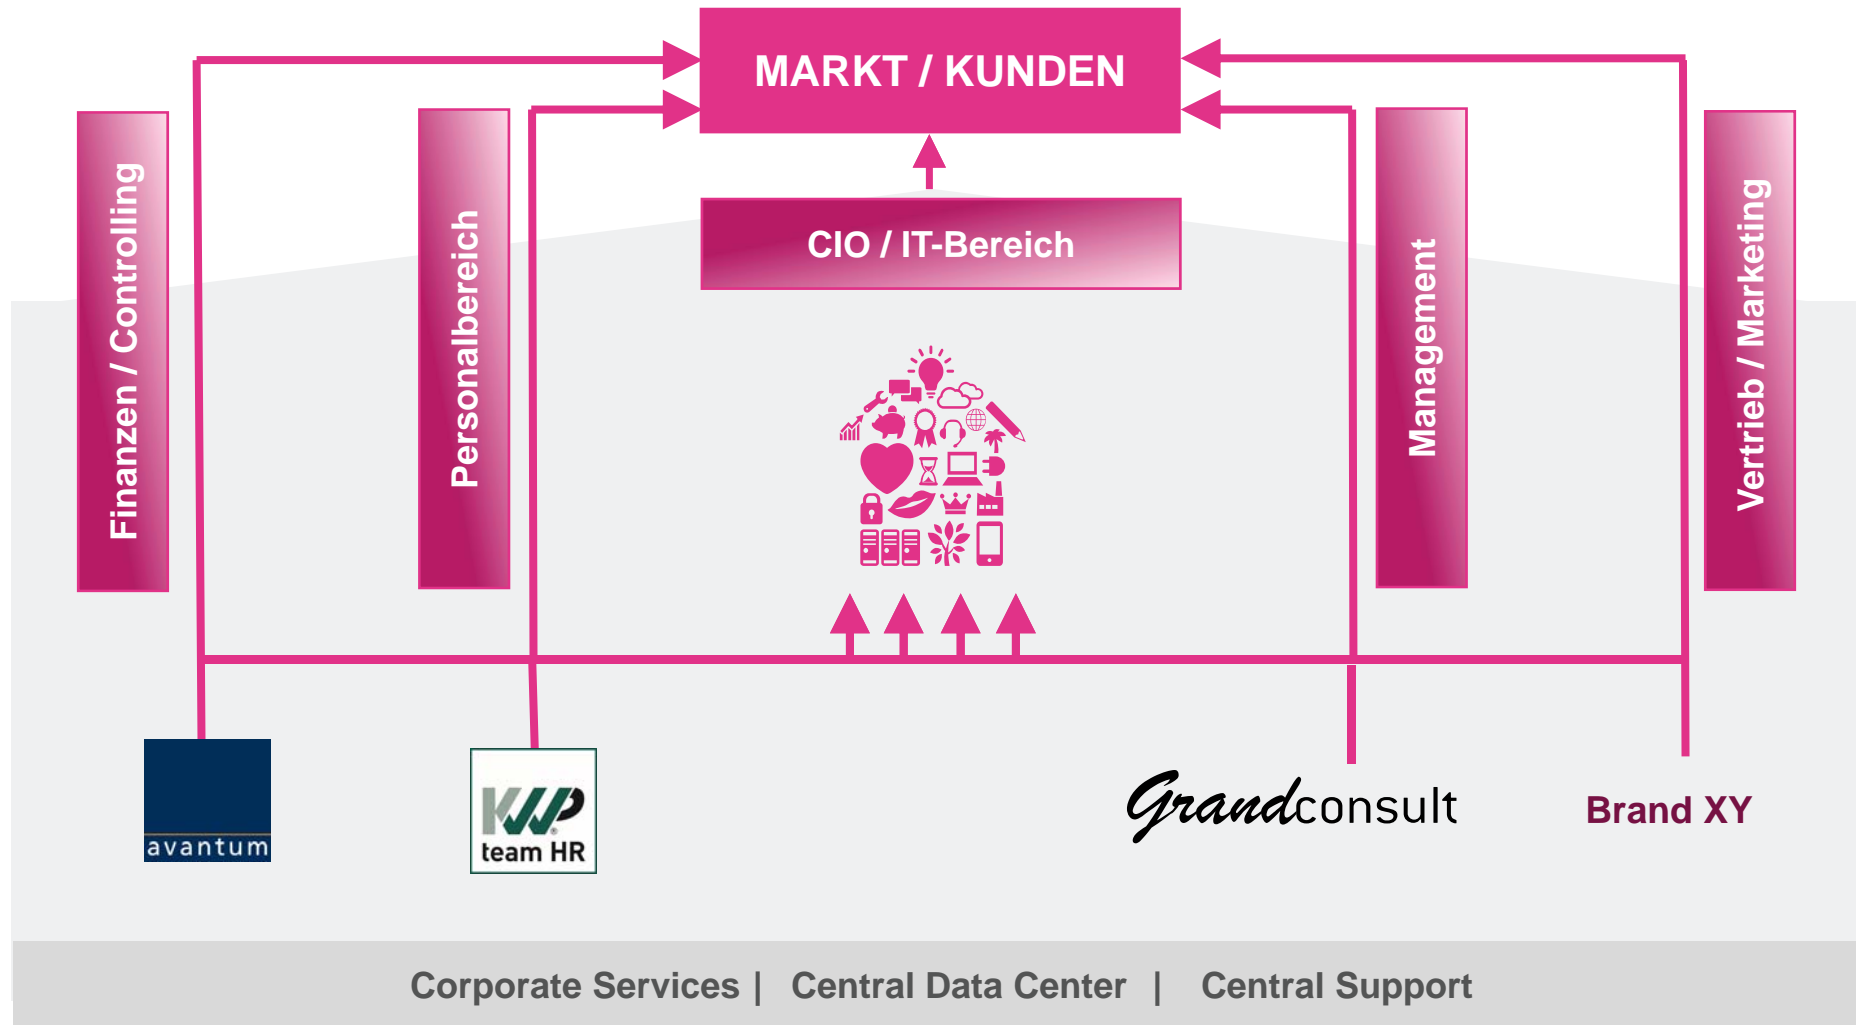 MARKT / KUNDEN
CIO / IT-Bereich
Finanzen / Controlling
Personalbereich
Management
Vertrieb / Marketing
avantum
KWP
®
team HR
Grandconsult
Brand XY
Corporate Services | Central Data Center | Central Support